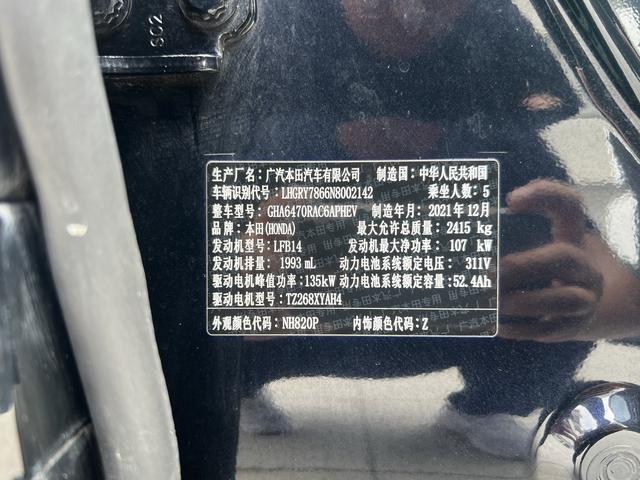 SC2
生产厂名：广汽本田汽车有限公司 制造国：中华人民共和国
车辆识别代号：LHGRY7866N8002142 乘坐人数：5
整车型号：GHA6470RAC6APHEV 制造年月：2021年12月
品牌：本田(HONDA) 最大允许总质量：2415 kg
发动机型号：LFB14 发动机最大净功率：107 kW
发动机排量：1993 mL 动力电池系统额定电压：311V
驱动电机峰值功率：135kW 动力电池系统额定容量：52.4Ah
驱动电机型号：TZ268XYAH4
外观颜色代码：NH820P 内饰颜色代码：Z